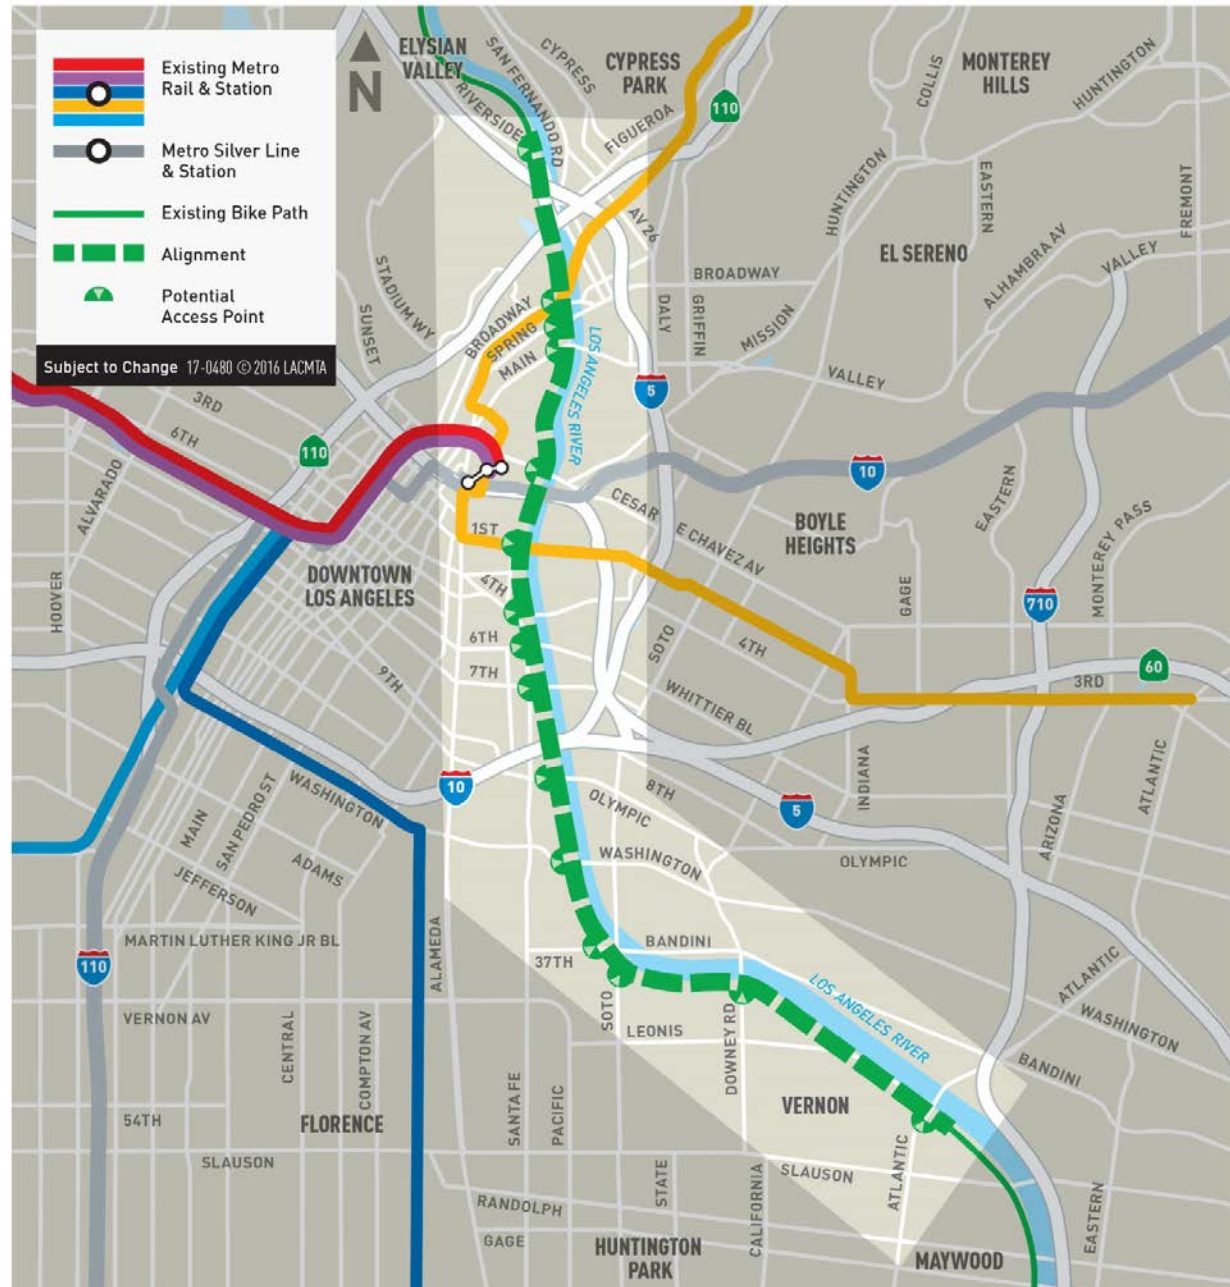 Existing Metro
Rail & Station
Metro Silver Line
& Station
Existing Bike Path
Alignment
Potential
Access Point
Subject to Change 17-0480 © 2016 LACMTA
N
ELYSIAN
VALLEY
SAN FERNANDO RD
CYPRESS
CYPRESS
PARK
COLLIS
MONTEREY
HILLS
HUNTINGTON
RIVERSIDE
FIGUEROA
110
HUNTINGTON
EASTERN
FREMONT
AV 26
STADIUM WY
SUNSET
BROADWAY
EL SERENO
ALHAMBRA AV
VALLEY
BROADWAY
SPRING
MAIN
LOS ANGELES RIVER
DALY
GRIFFIN
MISSION
VALLEY
5
3RD
6TH
110
ALVARADO
10
CESAR
E CHAVEZ AV
BOYLE
HEIGHTS
EASTERN
MONTEREY PASS
1ST
HOOVER
DOWNTOWN
LOS ANGELES
4TH
GAGE
710
6TH
7TH
9TH
SOTO
4TH
60
3RD
WHITTIER BL
10
WASHINGTON
INDIANA
ATLANTIC
8TH
5
OLYMPIC
ARIZONA
MAIN
SAN PEDRO ST
ADAMS
JEFFERSON
WASHINGTON
OLYMPIC
MARTIN LUTHER KING JR BL
ALAMEDA
BANDINI
37TH
110
ATLANTIC
LOS ANGELES RIVER
VERNON AV
CENTRAL
COMPTON AV
SOTO
LEONIS
DOWNEY RD
WASHINGTON
BANDINI
54TH
FLORENCE
SANTA FE
PACIFIC
VERNON
SLAUSON
STATE
CALIFORNIA
SLAUSON
ATLANTIC
RANDOLPH
GAGE
HUNTINGTON
PARK
MAYWOOD
EASTERN